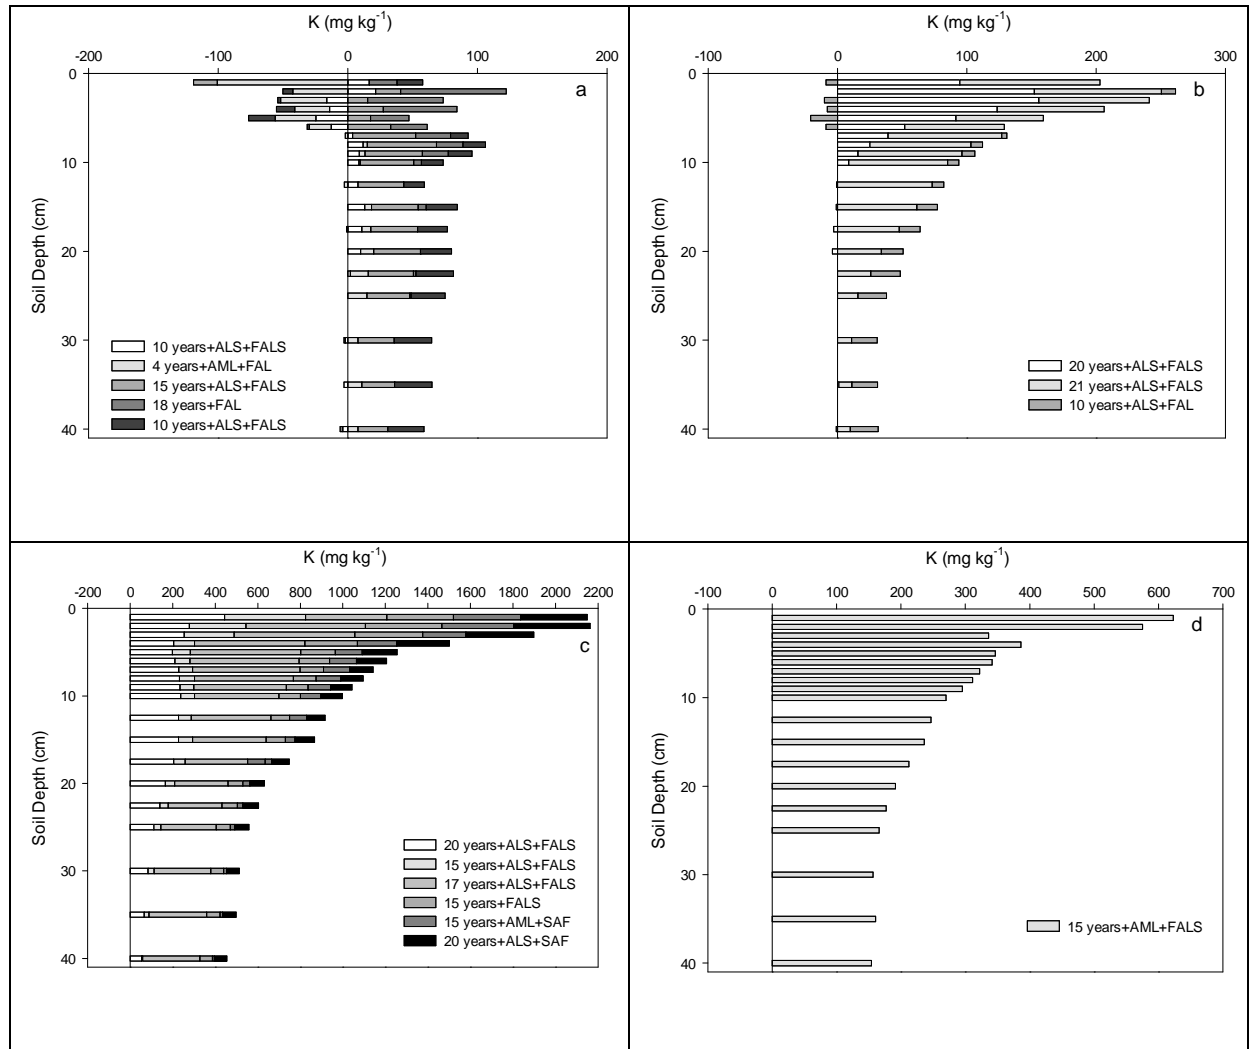 K (mg kg-1)
-200 -100 0 100 200
0
10
20
30
40
Soil Depth (cm)
a
10 years+ALS+FALS
4 years+AML+FAL
15 years+ALS+FALS
18 years+FAL
10 years+ALS+FALS
K (mg kg-1)
-100 0 100 200 300
0
10
20
30
40
Soil Depth (cm)
b
20 years+ALS+FALS
21 years+ALS+FALS
10 years+ALS+FAL
K (mg kg-1)
-200 0 200 400 600 800 1000 1200 1400 1600 1800 2000 2200
0
10
20
30
40
Soil Depth (cm)
c
20 years+ALS+FALS
15 years+ALS+FALS
17 years+ALS+FALS
15 years+FALS
15 years+AML+SAF
20 years+ALS+SAF
K (mg kg-1)
-100 0 100 200 300 400 500 600 700
0
10
20
30
40
Soil Depth (cm)
d
15 years+AML+FALS